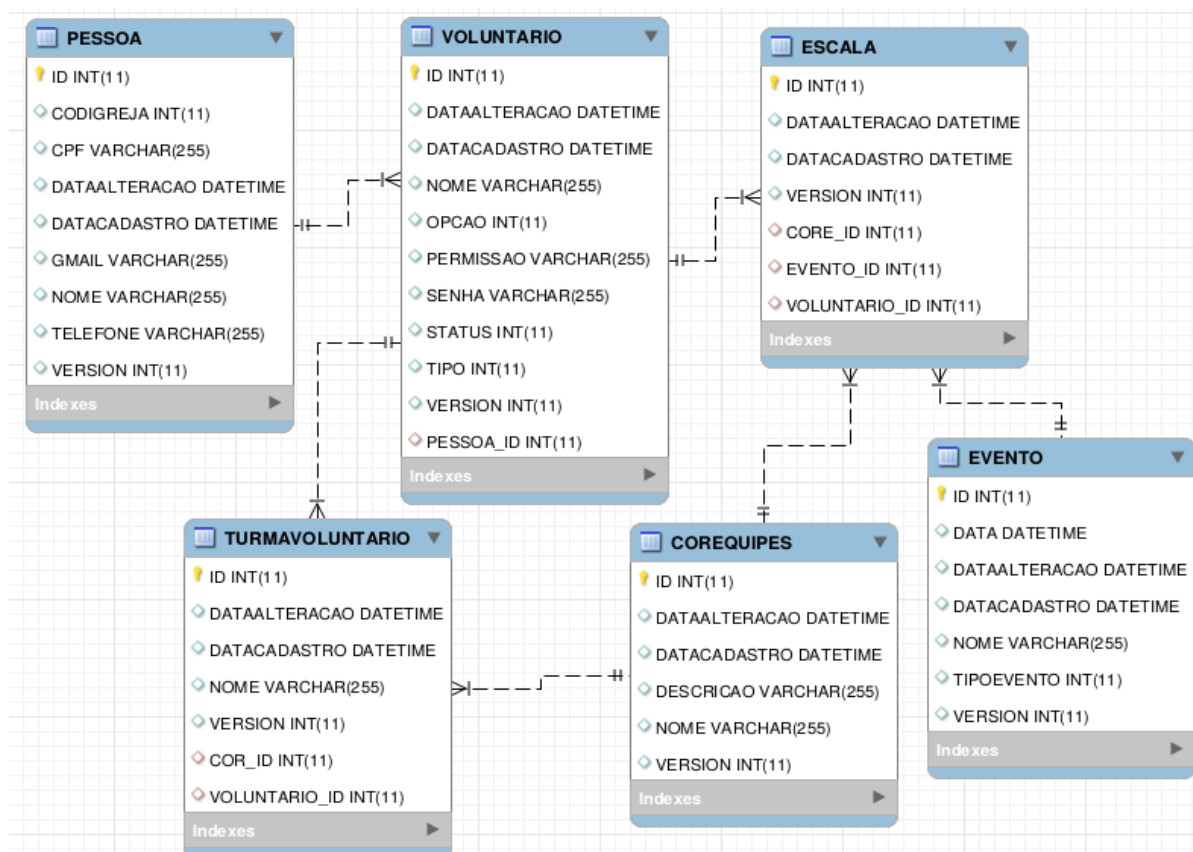 PESSOA
ID INT(11)
CODIGREJA INT(11)
CPF VARCHAR(255)
DATAALTERACAO DATETIME
DATACADASTRO DATETIME
GMAIL VARCHAR(255)
NOME VARCHAR(255)
TELEFONE VARCHAR(255)
VERSION INT(11)
Indexes
VOLUNTARIO
ID INT(11)
DATAALTERACAO DATETIME
DATACADASTRO DATETIME
NOME VARCHAR(255)
OPCAO INT(11)
PERMISSAO VARCHAR(255)
SENHA VARCHAR(255)
STATUS INT(11)
TIPO INT(11)
VERSION INT(11)
PESSOA_ID INT(11)
Indexes
ESCALA
ID INT(11)
DATAALTERACAO DATETIME
DATACADASTRO DATETIME
VERSION INT(11)
CORE_ID INT(11)
EVENTO_ID INT(11)
VOLUNTARIO_ID INT(11)
Indexes
TURMAVOLUNTARIO
ID INT(11)
DATAALTERACAO DATETIME
DATACADASTRO DATETIME
NOME VARCHAR(255)
VERSION INT(11)
COR_ID INT(11)
VOLUNTARIO_ID INT(11)
Indexes
COREQUIPES
ID INT(11)
DATAALTERACAO DATETIME
DATACADASTRO DATETIME
DESCRICAO VARCHAR(255)
NOME VARCHAR(255)
VERSION INT(11)
Indexes
EVENTO
ID INT(11)
DATA DATETIME
DATAALTERACAO DATETIME
DATACADASTRO DATETIME
NOME VARCHAR(255)
TIPOEVENTO INT(11)
VERSION INT(11)
Indexes